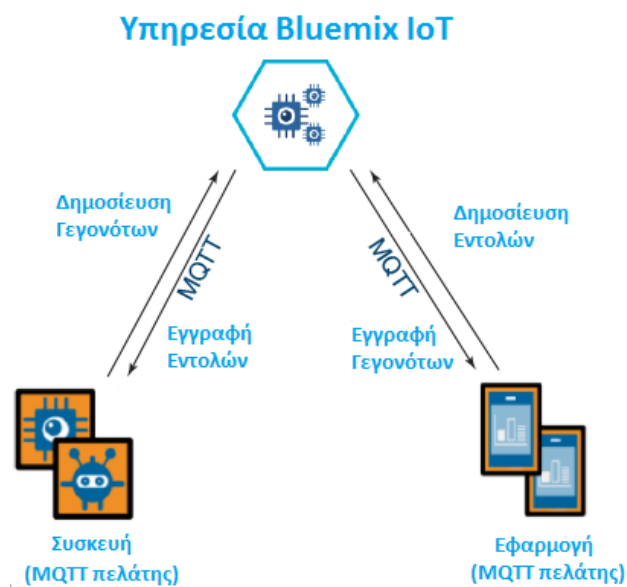 Υπηρεσία Bluemix IoT
Δημοσίευση
Γεγονότων
Δημοσίευση
Εντολών
MQTT
MQTT
Εγγραφή
Εντολών
Εγγραφή
Γεγονότων
Συσκευή
(MQTT πελάτης)
Εφαρμογή
(MQTT πελάτης)